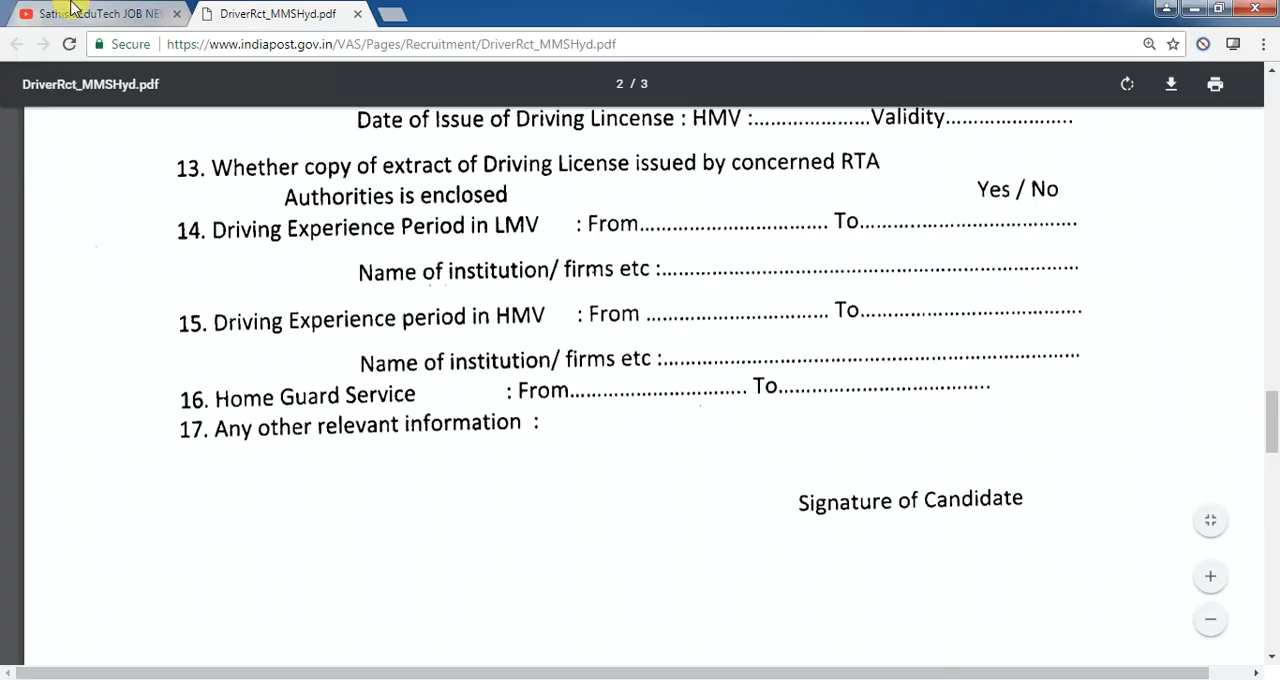 Sathish EduTech JOB NE
DriverRct_MMSHyd.pdf
Secure | https://www.indiapost.gov.in/VAS/Pages/Recruitment/DriverRct_MMSHyd.pdf
DriverRct_MMSHyd.pdf 2 / 3
Date of Issue of Driving Lincense : HMV :.....................Validity.......................
13. Whether copy of extract of Driving License issued by concerned RTA
Authorities is enclosed Yes / No
14. Driving Experience Period in LMV : From.................................. To.......................................
Name of institution/ firms etc :...........................................................................
15. Driving Experience period in HMV : From ................................. To........................................
Name of institution/ firms etc :...........................................................................
16. Home Guard Service : From................................ To......................................
17. Any other relevant information :
Signature of Candidate